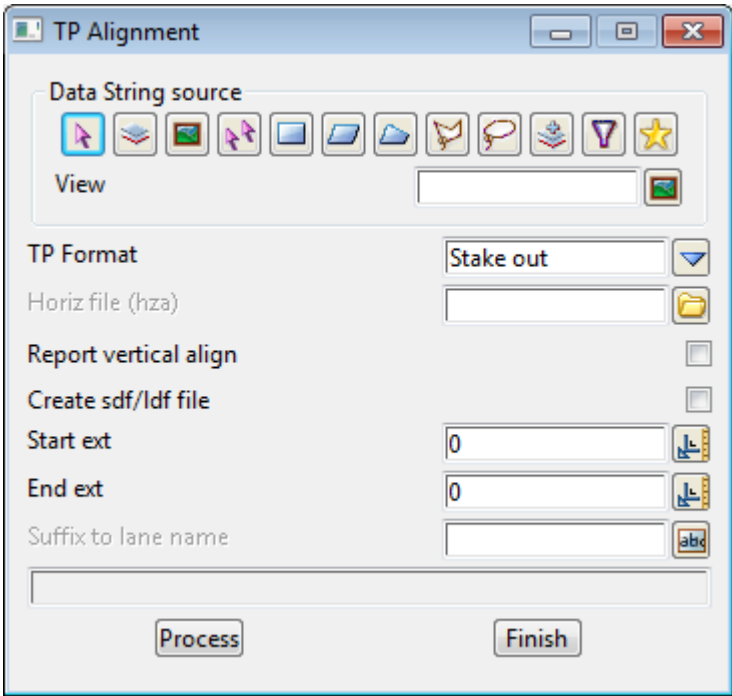 TP Alignment
Data String source
View
TP Format Stake out
Horiz file (hza)
Report vertical align
Create sdf/ldf file
Start ext 0
End ext 0
Suffix to lane name abc
Process Finish